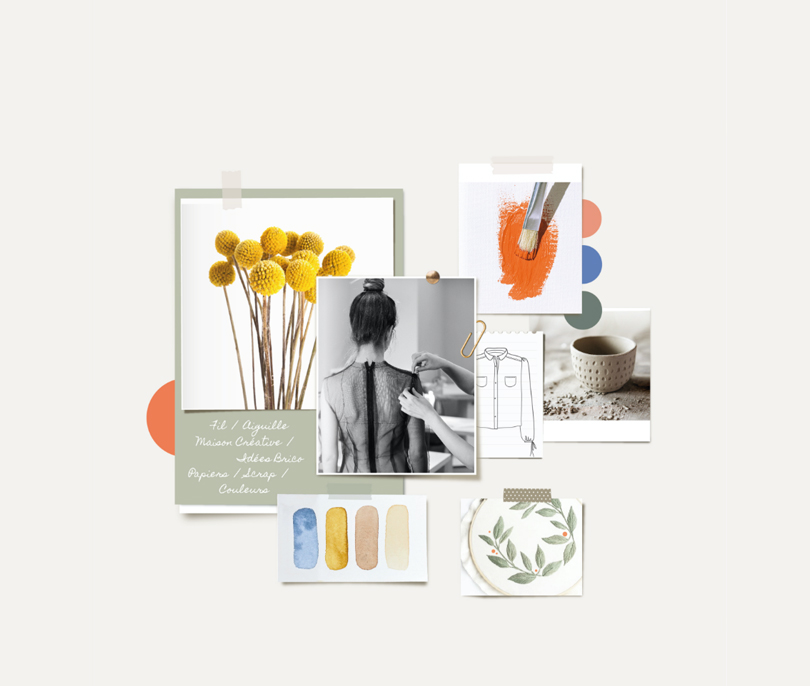 Fil / Aiguille
Maison Créative /
Idées Brico
Papiers / Scrap /
Couleurs